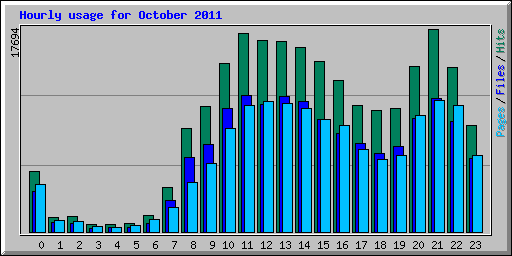 Hourly usage for October 2011
17694
Pages / Files / Hits
0 1 2 3 4 5 6 7 8 9 10 11 12 13 14 15 16 17 18 19 20 21 22 23